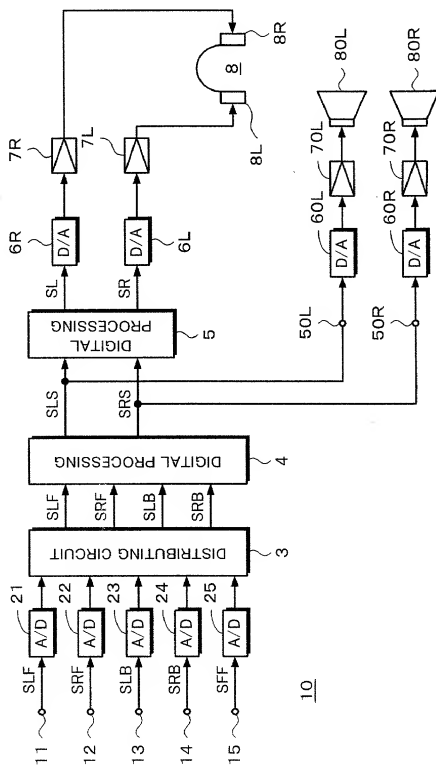 11
12
13
14
15
SLF
SRF
SLB
SRB
SFF
21
22
23
24
25
A/D
A/D
A/D
A/D
A/D
DISTRIBUTING CIRCUIT
3
SLF
SRF
SLB
SRB
DIGITAL PROCESSING
4
SLS
SRS
DIGITAL
PROCESSING
5
SL
SR
6R
D/A
D/A
6L
7R
7L
8
8R
8L
50L
50R
60L
D/A
60R
D/A
70L
70R
80L
80R
10